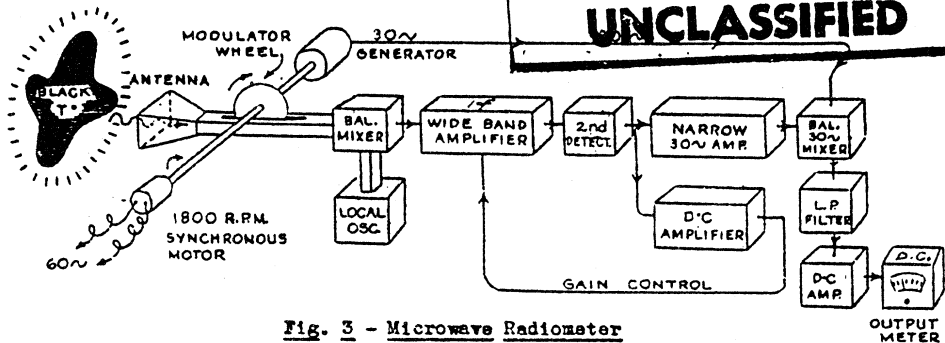 UNCLASSIFIED
MODULATOR
WHEEL
30~
GENERATOR
BLACK
T°
ANTENNA
BAL.
MIXER
WIDE BAND
AMPLIFIER
2nd
DETECT.
NARROW
30~ AMP.
BAL.
30~
MIXER
LOCAL
OSC.
1800 R.P.M.
SYNCHRONOUS
MOTOR
60~
D-C
AMPLIFIER
L.P.
FILTER
GAIN CONTROL
D-C
AMP.
D.C.
OUTPUT
METER
Fig. 3 - Microwave Radiometer